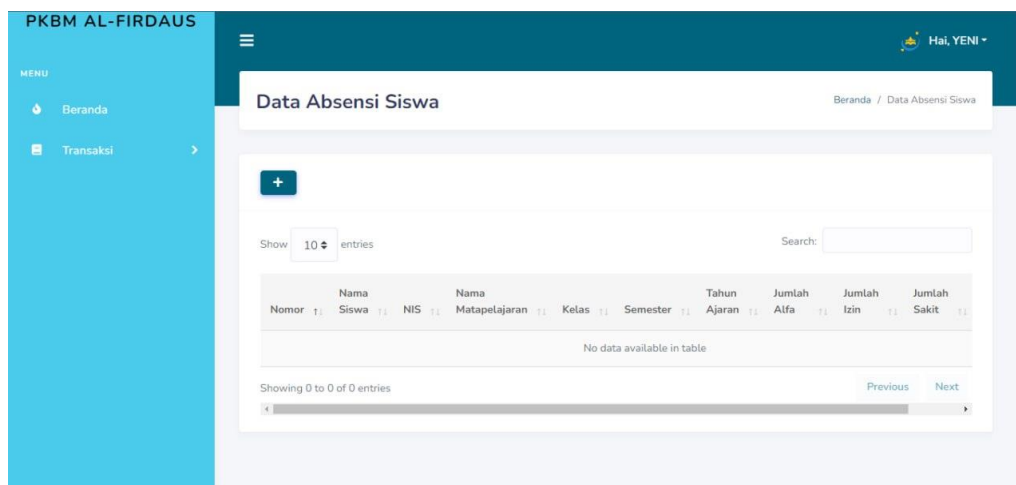 PKBM AL-FIRDAUS
Hai, YENI
MENU
Beranda
Transaksi
Data Absensi Siswa
Beranda / Data Absensi Siswa
+
Show 10 entries
Search:
Nomor Nama Siswa NIS Nama Matapelajaran Kelas Semester Tahun Ajaran Jumlah Alfa Jumlah Izin Jumlah Sakit
No data available in table
Showing 0 to 0 of 0 entries
Previous Next